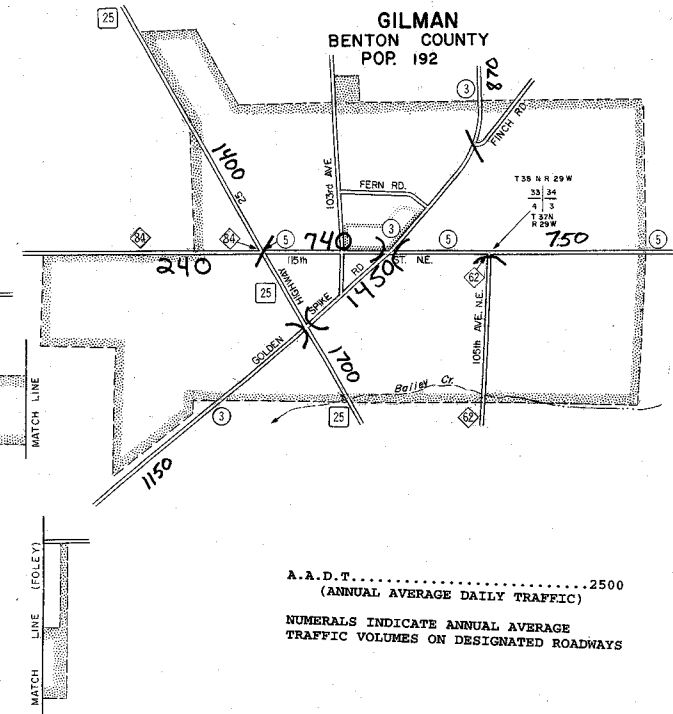 GILMAN
BENTON COUNTY
POP. 192
25
3
870
FINCH RD.
103rd AVE.
1400
25
FERN RD.
T 38 N R 29 W
33 34
4 3
T 37N
R 29W
84
84
5
740
3
5
750
5
240
115th
ST. N.E.
62
HIGHWAY
25
GOLDEN SPIKE RD
1450
105th AVE. N.E.
1700
Bailey Cr.
3
25
62
1150
MATCH LINE
MATCH LINE (FOLEY)
A.A.D.T.............................2500
(ANNUAL AVERAGE DAILY TRAFFIC)
NUMERALS INDICATE ANNUAL AVERAGE
TRAFFIC VOLUMES ON DESIGNATED ROADWAYS